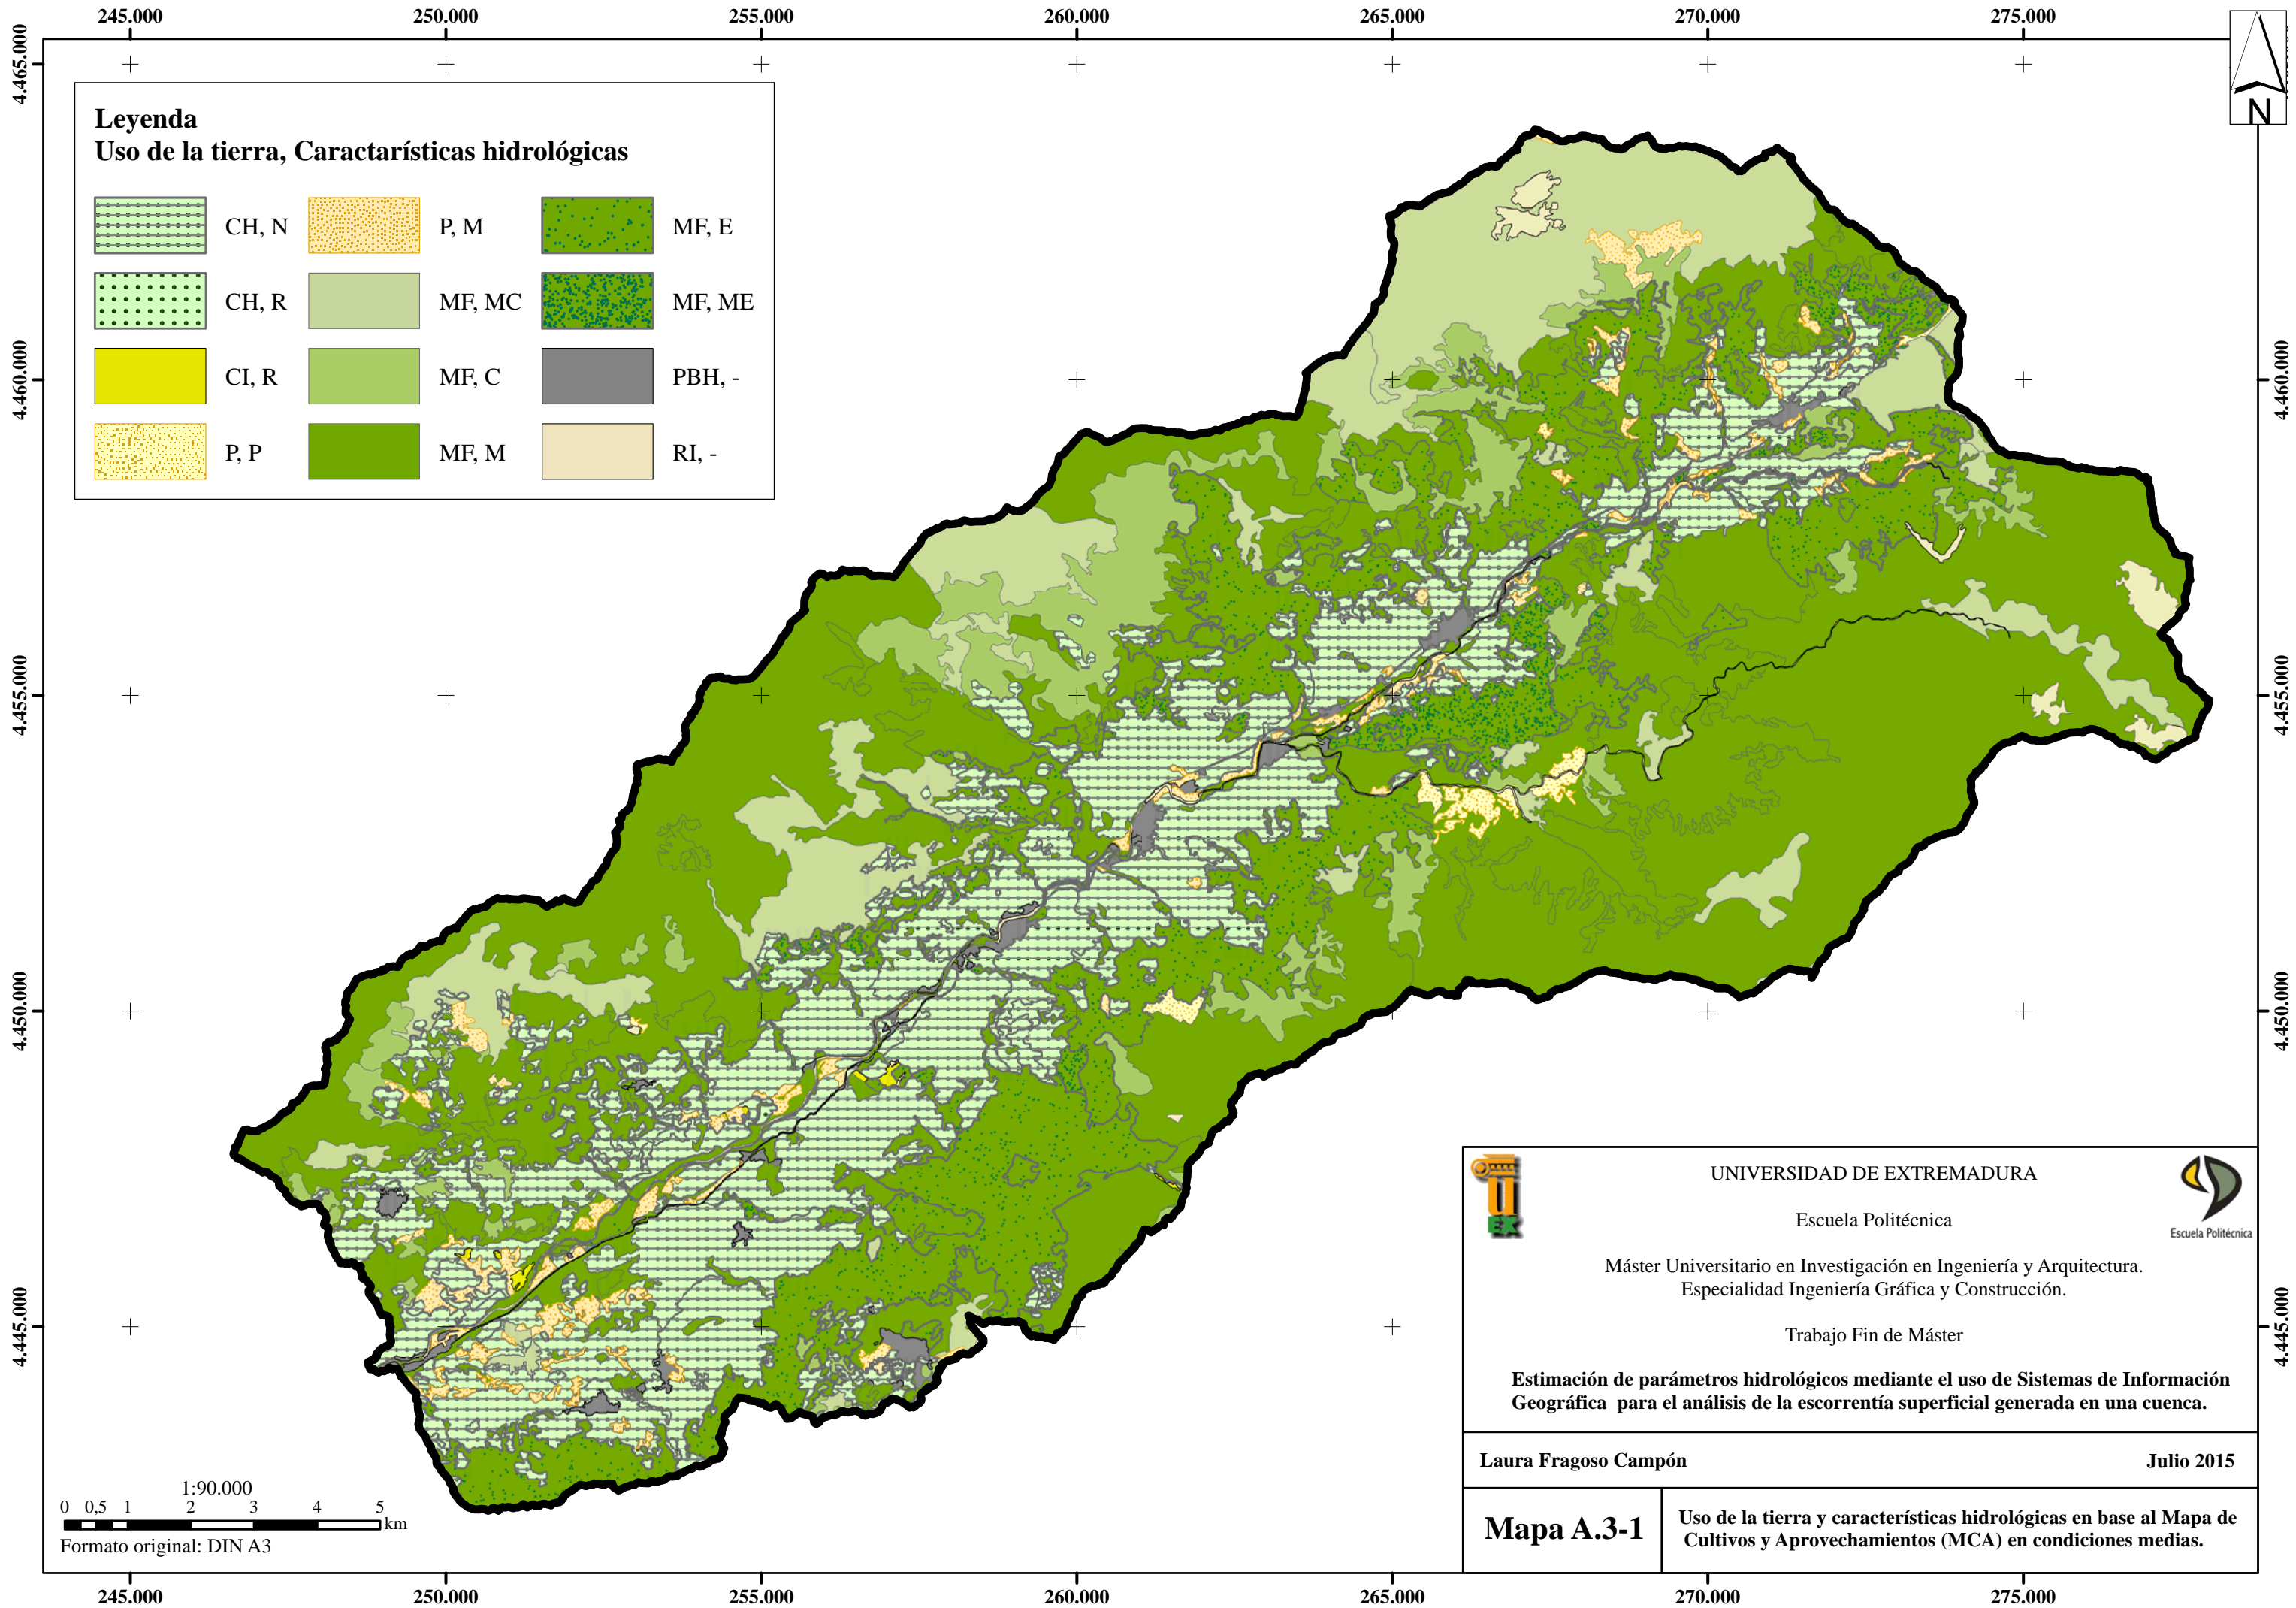 245.000 250.000 255.000 260.000 265.000 270.000 275.000
4.465.000
4.460.000 4.460.000
4.455.000 4.455.000
4.450.000 4.450.000
4.445.000 4.445.000
N
Leyenda
Uso de la tierra, Caractarísticas hidrológicas
CH, N P, M MF, E
CH, R MF, MC MF, ME
CI, R MF, C PBH, -
P, P MF, M RI, -
UEX
UNIVERSIDAD DE EXTREMADURA
Escuela Politécnica
Escuela Politécnica
Máster Universitario en Investigación en Ingeniería y Arquitectura.
Especialidad Ingeniería Gráfica y Construcción.
Trabajo Fin de Máster
Estimación de parámetros hidrológicos mediante el uso de Sistemas de Información
Geográfica para el análisis de la escorrentía superficial generada en una cuenca.
Laura Fragoso Campón Julio 2015
Mapa A.3-1
Uso de la tierra y características hidrológicas en base al Mapa de
Cultivos y Aprovechamientos (MCA) en condiciones medias.
1:90.000
0 0,5 1 2 3 4 5
km
Formato original: DIN A3
245.000 250.000 255.000 260.000 265.000 270.000 275.000